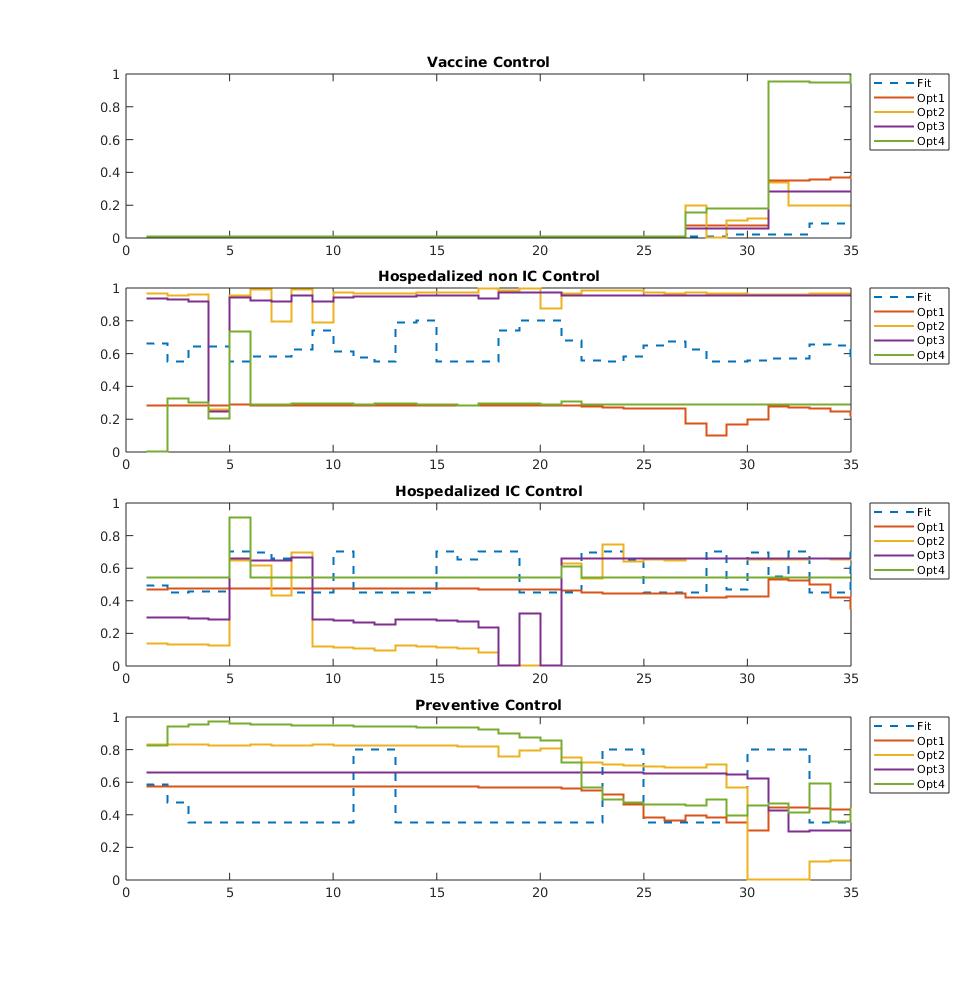 Vaccine Control
1
0.8
0.6
0.4
0.2
0
0 5 10 15 20 25 30 35
Fit
Opt1
Opt2
Opt3
Opt4
Hospedalized non IC Control
1
0.8
0.6
0.4
0.2
0
0 5 10 15 20 25 30 35
Fit
Opt1
Opt2
Opt3
Opt4
Hospedalized IC Control
1
0.8
0.6
0.4
0.2
0
0 5 10 15 20 25 30 35
Fit
Opt1
Opt2
Opt3
Opt4
Preventive Control
1
0.8
0.6
0.4
0.2
0
0 5 10 15 20 25 30 35
Fit
Opt1
Opt2
Opt3
Opt4